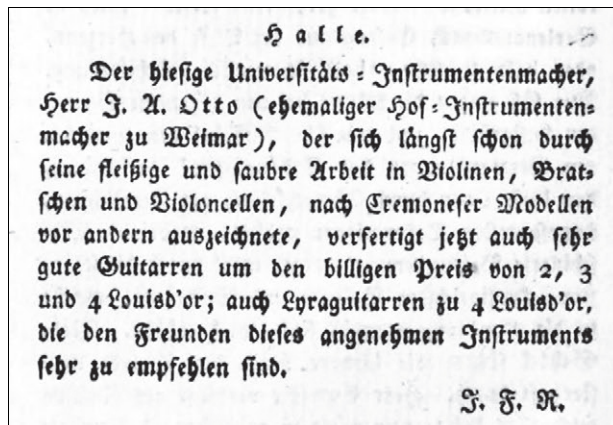 Halle.
Der hiesige Universitäts-Instrumentenmacher,
Herr J. A. Otto (ehemaliger Hof-Instrumenten-
macher zu Weimar), der sich längst schon durch
seine fleißige und saubre Arbeit in Violinen, Brat-
schen und Violoncellen, nach Cremoneser Modellen
vor andern auszeichnete, verfertigt jetzt auch sehr
gute Guitarren um den billigen Preis von 2, 3
und 4 Louisd'or; auch Lyraguitarren zu 4 Louisd'or,
die den Freunden dieses angenehmen Instruments
sehr zu empfehlen sind.
J. F. R.